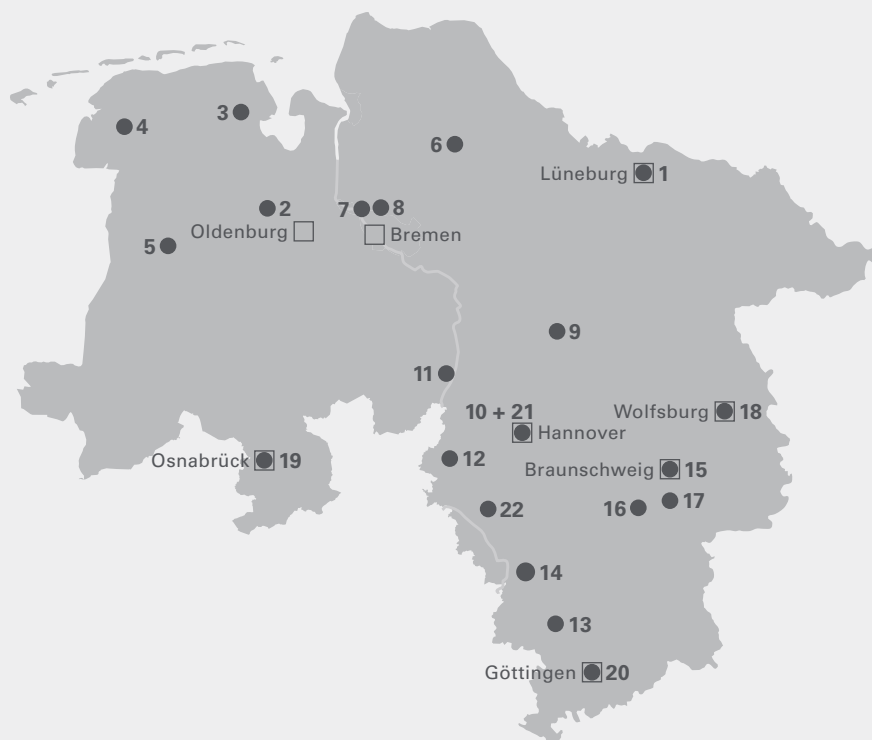 3
4
6
Lüneburg 1
2
7
8
Oldenburg
Bremen
5
9
11
10 + 21
Wolfsburg 18
Hannover
Osnabrück 19
12
Braunschweig 15
22
16
17
14
13
Göttingen 20